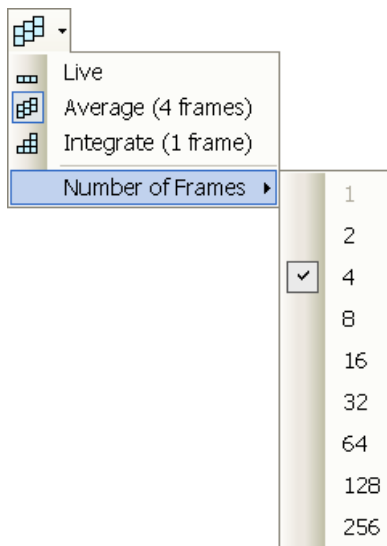 Live
Average (4 frames)
Integrate (1 frame)
Number of Frames
1
2
4
8
16
32
64
128
256